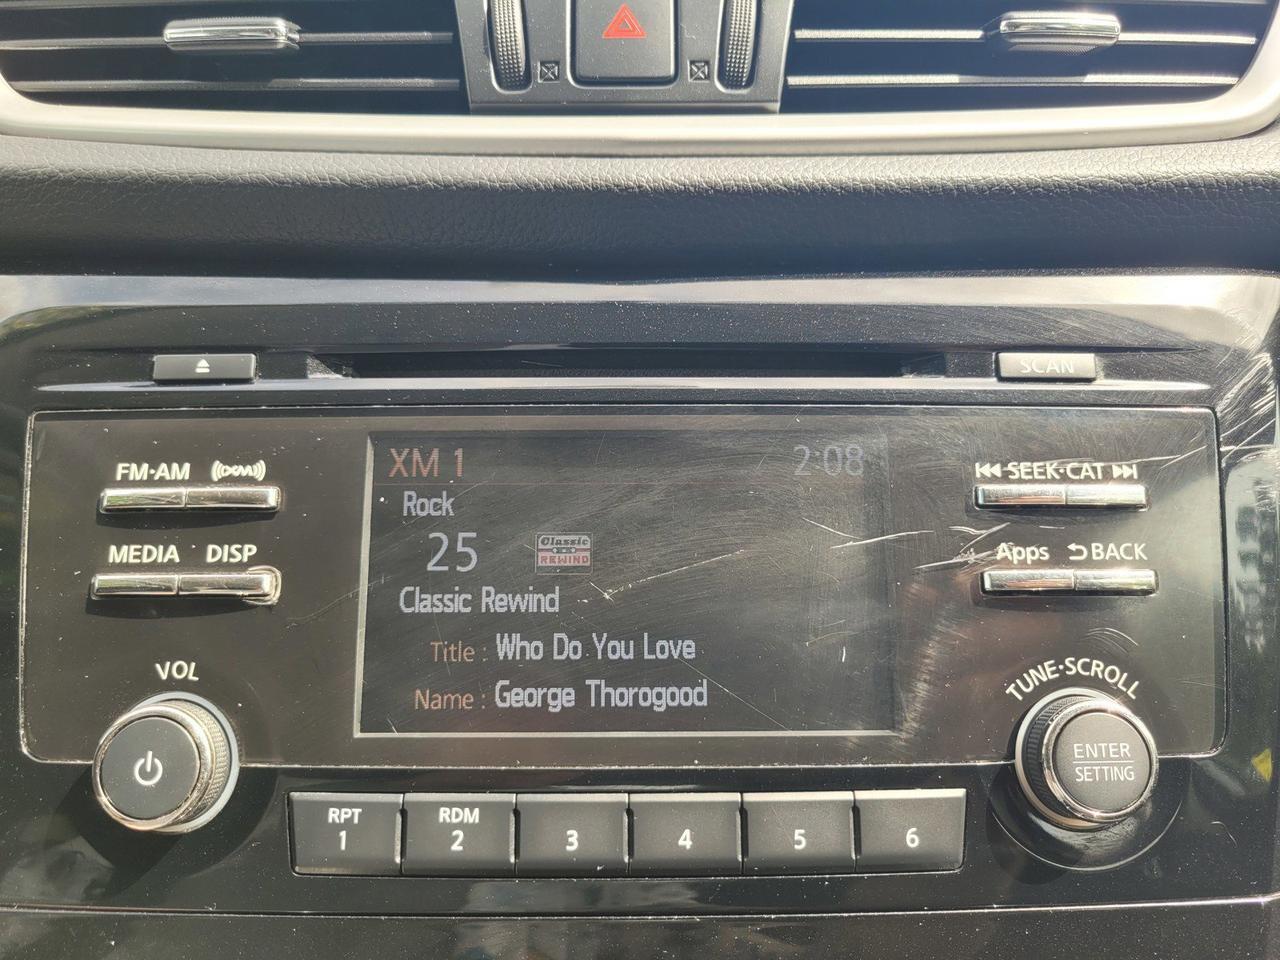 SCAN
FM·AM
((XM))
SEEK·CAT
MEDIA
DISP
Apps
BACK
VOL
TUNE·SCROLL
XM 1
2:08
Rock
25
Classic
REWIND
Classic Rewind
Title : Who Do You Love
Name : George Thorogood
ENTER
SETTING
RPT
1
RDM
2
3
4
5
6